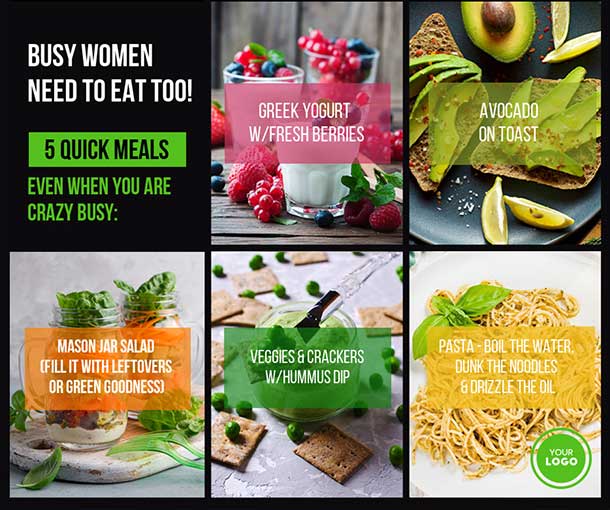 BUSY WOMEN
NEED TO EAT TOO!
5 QUICK MEALS
EVEN WHEN YOU ARE
CRAZY BUSY:
GREEK YOGURT
W/FRESH BERRIES
AVOCADO
ON TOAST
MASON JAR SALAD
(FILL IT WITH LEFTOVERS
OR GREEN GOODNESS)
VEGGIES & CRACKERS
W/HUMMUS DIP
PASTA - BOIL THE WATER,
DUNK THE NOODLES
& DRIZZLE THE OIL
YOUR
LOGO